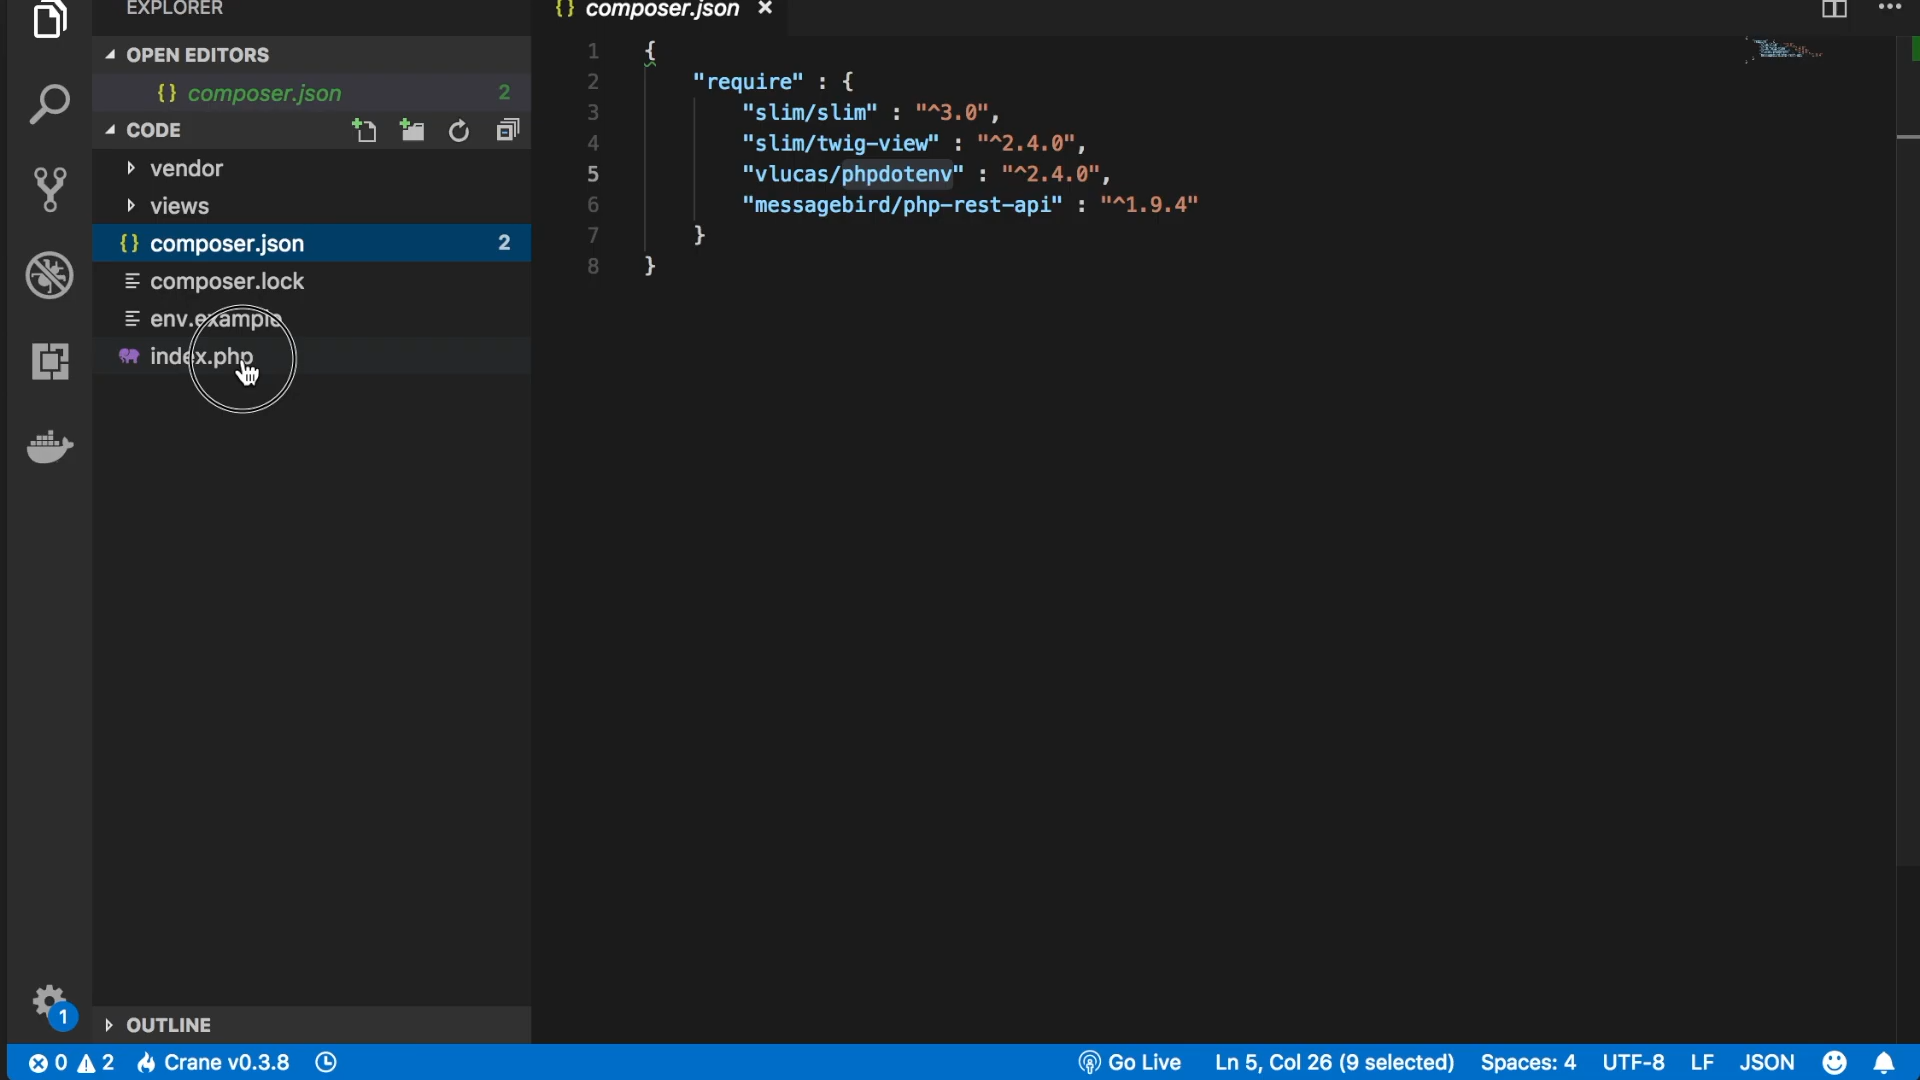 EXPLORER
OPEN EDITORS
{} composer.json 2
CODE
vendor
views
{} composer.json 2
composer.lock
env.example
index.php
OUTLINE
{} composer.json ×
1 {
2 "require" : {
3 "slim/slim" : "^3.0",
4 "slim/twig-view" : "^2.4.0",
5 "vlucas/phpdotenv" : "^2.4.0",
6 "messagebird/php-rest-api" : "^1.9.4"
7 }
8 }
1
0 2 Crane v0.3.8 Go Live Ln 5, Col 26 (9 selected) Spaces: 4 UTF-8 LF JSON